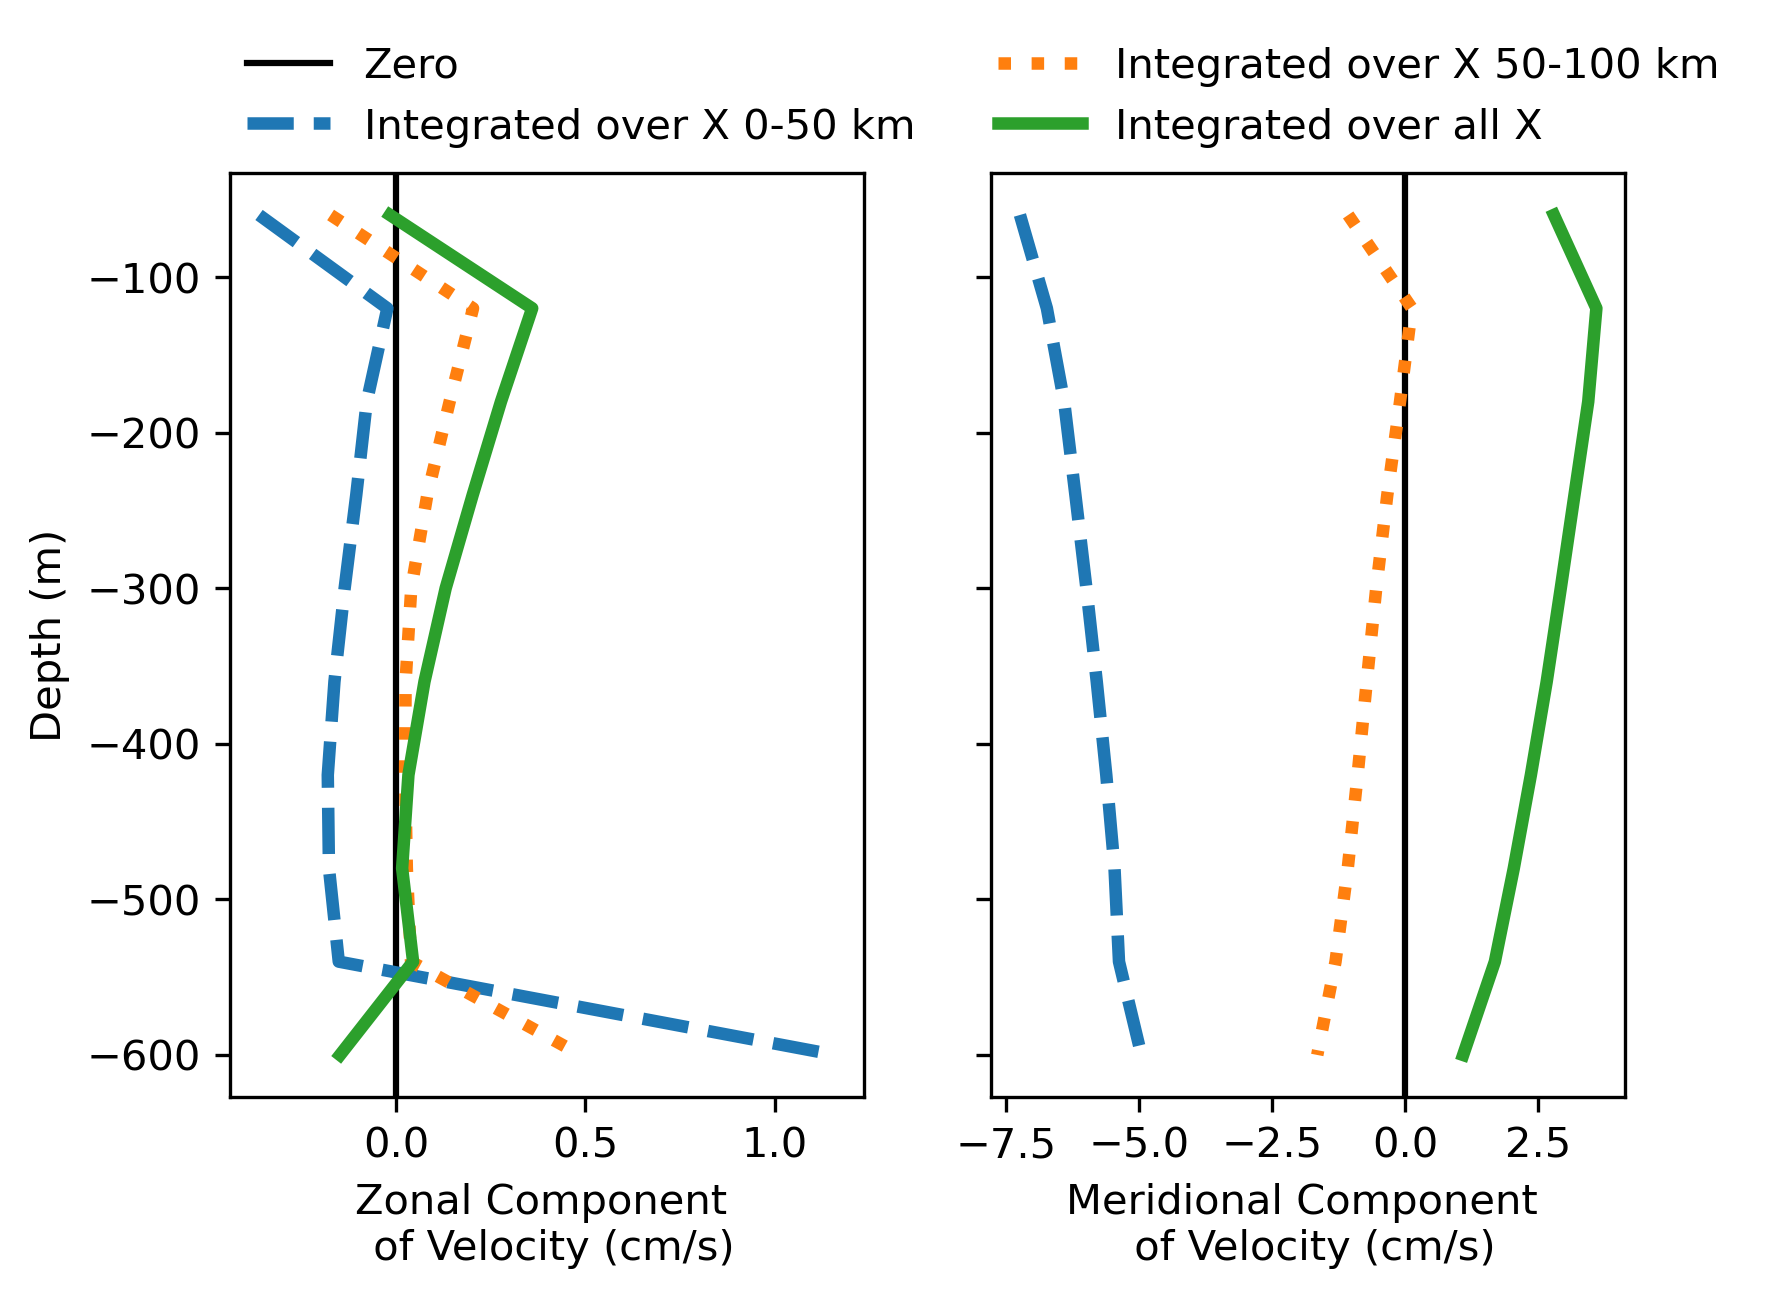 Zero
Integrated over X 0-50 km
Integrated over X 50-100 km
Integrated over all X
Depth (m)
−100
−200
−300
−400
−500
−600
0.0 0.5 1.0
Zonal Component
of Velocity (cm/s)
−7.5 −5.0 −2.5 0.0 2.5
Meridional Component
of Velocity (cm/s)